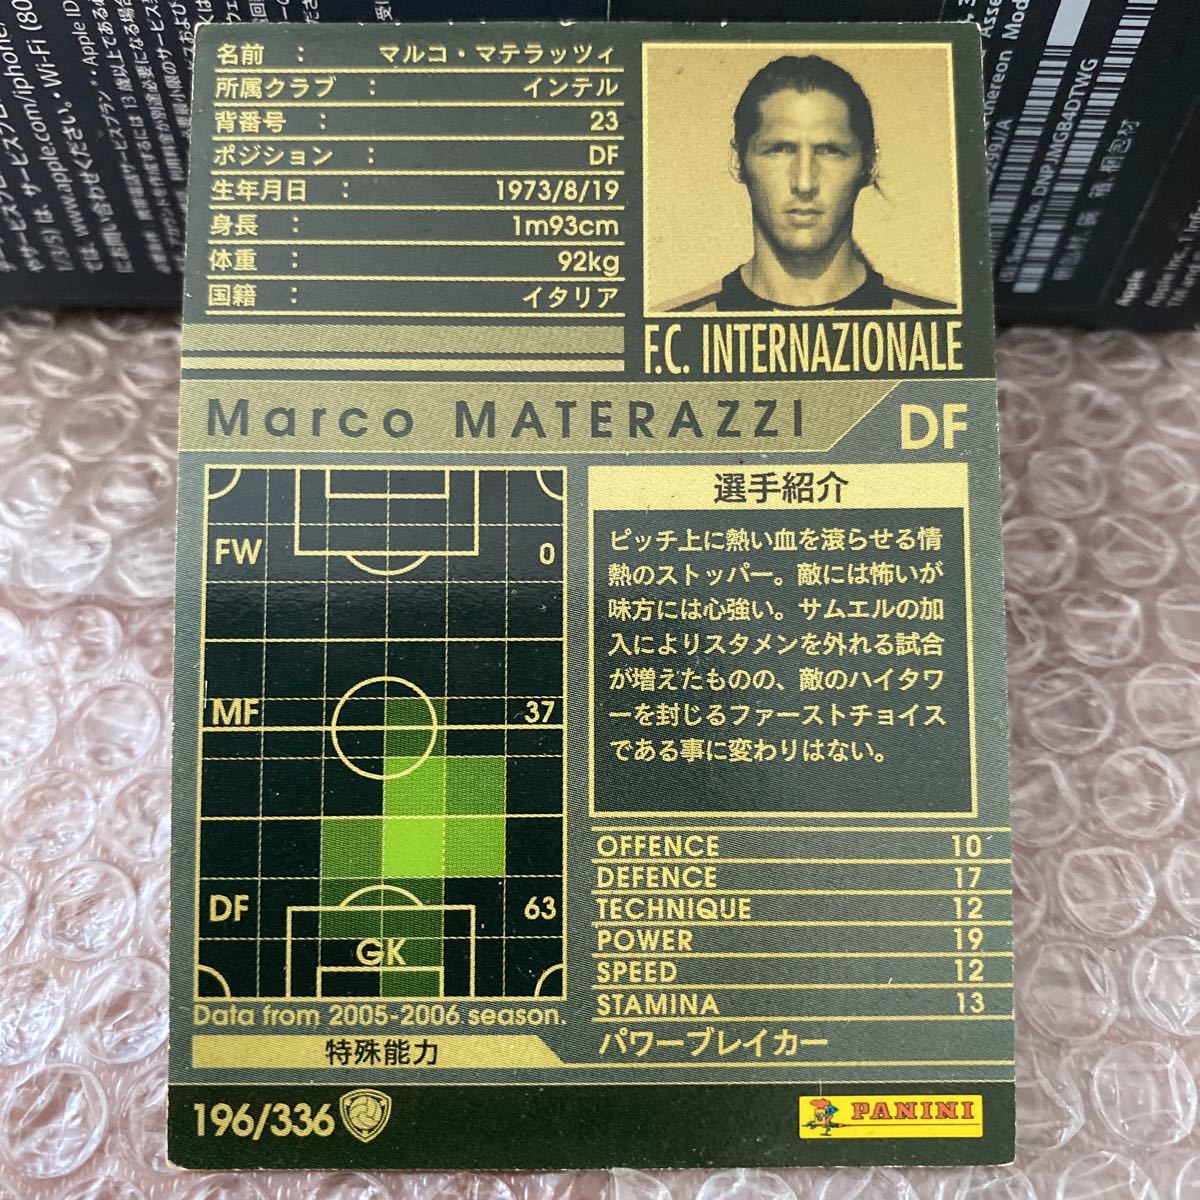 名前 ： マルコ・マテラッツィ
所属クラブ ： インテル
背番号 ： 23
ポジション ： DF
生年月日 ： 1973/8/19
身長 ： 1m93cm
体重 ： 92kg
国籍 ： イタリア
F.C. INTERNAZIONALE
Marco MATERAZZI
DF
FW 0
MF 37
DF 63
GK
Data from 2005-2006 season.
選手紹介
ピッチ上に熱い血を滾らせる情
熱のストッパー。敵には怖いが
味方には心強い。サムエルの加
入によりスタメンを外れる試合
が増えたものの、敵のハイタワ
ーを封じるファーストチョイス
である事に変わりはない。
OFFENCE 10
DEFENCE 17
TECHNIQUE 12
POWER 19
SPEED 12
STAMINA 13
特殊能力
パワーブレイカー
196/336
PANINI